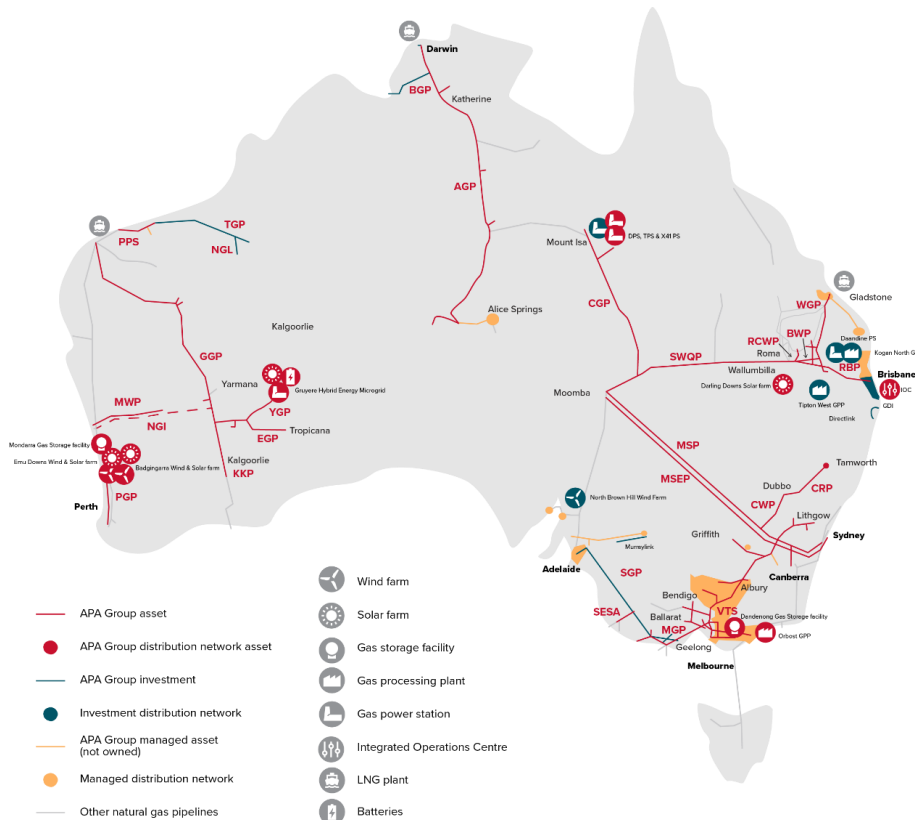 Darwin
BGP
Katherine
AGP
TGP
PPS
NGL
Mount Isa
DPS, TPS & X41 PS
CGP
Alice Springs
WGP
Gladstone
Kalgoorlie
Daandine PS
BWP
RCWP
Roma
Kogan North G
GGP
SWQP
RBP
Wallumbilla
Brisbane
Yarmana
Gruyere Hybrid Energy Microgrid
Darling Downs Solar farm
IOC
Moomba
Tipton West GPP
GDI
MWP
YGP
Directlink
NGI
Tropicana
EGP
Mondarra Gas Storage facility
MSP
Emu Downs Wind & Solar farm
Badgingarra Wind & Solar farm
Kalgoorlie
Tamworth
KKP
MSEP
Dubbo
CRP
PGP
North Brown Hill Wind Farm
CWP
Perth
Lithgow
Griffith
Sydney
Murraylink
Adelaide
SGP
Canberra
Albury
Bendigo
SESA
VTS
Ballarat
Dendenong Gas Storage facility
MGP
Orbost GPP
Geelong
Melbourne
APA Group asset
APA Group distribution network asset
APA Group investment
Investment distribution network
APA Group managed asset
(not owned)
Managed distribution network
Other natural gas pipelines
Wind farm
Solar farm
Gas storage facility
Gas processing plant
Gas power station
Integrated Operations Centre
LNG plant
Batteries